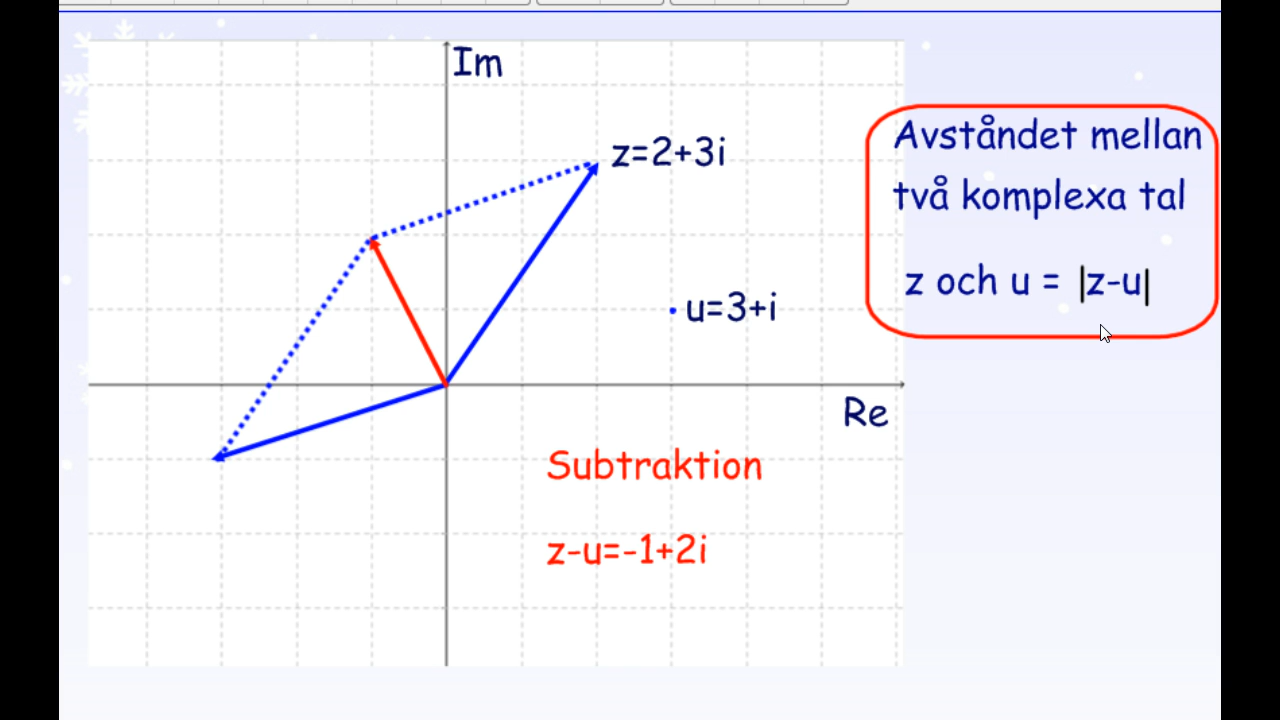 Im
z=2+3i
u=3+i
Re
Subtraktion
z-u=-1+2i
Avståndet mellan
två komplexa tal
z och u = |z-u|